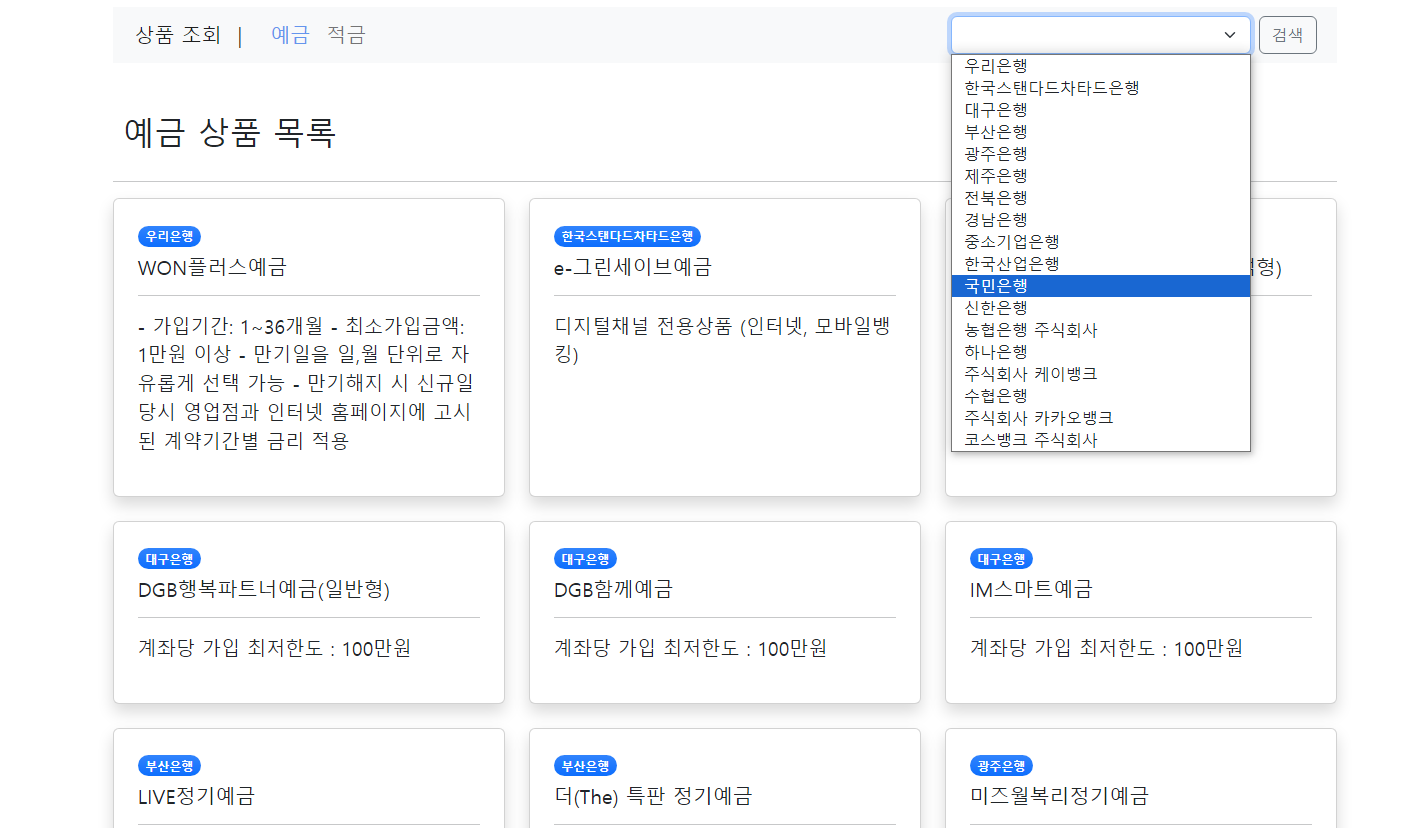 상품 조회 | 예금 적금
검색
우리은행
한국스탠다드차타드은행
대구은행
부산은행
광주은행
제주은행
전북은행
경남은행
중소기업은행
한국산업은행
국민은행
신한은행
농협은행 주식회사
하나은행
주식회사 케이뱅크
수협은행
주식회사 카카오뱅크
코스뱅크 주식회사
예금 상품 목록
우리은행
WON플러스예금
- 가입기간: 1~36개월 - 최소가입금액:
1만원 이상 - 만기일을 일,월 단위로 자
유롭게 선택 가능 - 만기해지 시 신규일
당시 영업점과 인터넷 홈페이지에 고시
된 계약기간별 금리 적용
한국스탠다드차타드은행
e-그린세이브예금
디지털채널 전용상품 (인터넷, 모바일뱅
킹)
형)
대구은행
DGB행복파트너예금(일반형)
계좌당 가입 최저한도 : 100만원
대구은행
DGB함께예금
계좌당 가입 최저한도 : 100만원
대구은행
IM스마트예금
계좌당 가입 최저한도 : 100만원
부산은행
LIVE정기예금
부산은행
더(The) 특판 정기예금
광주은행
미즈월복리정기예금